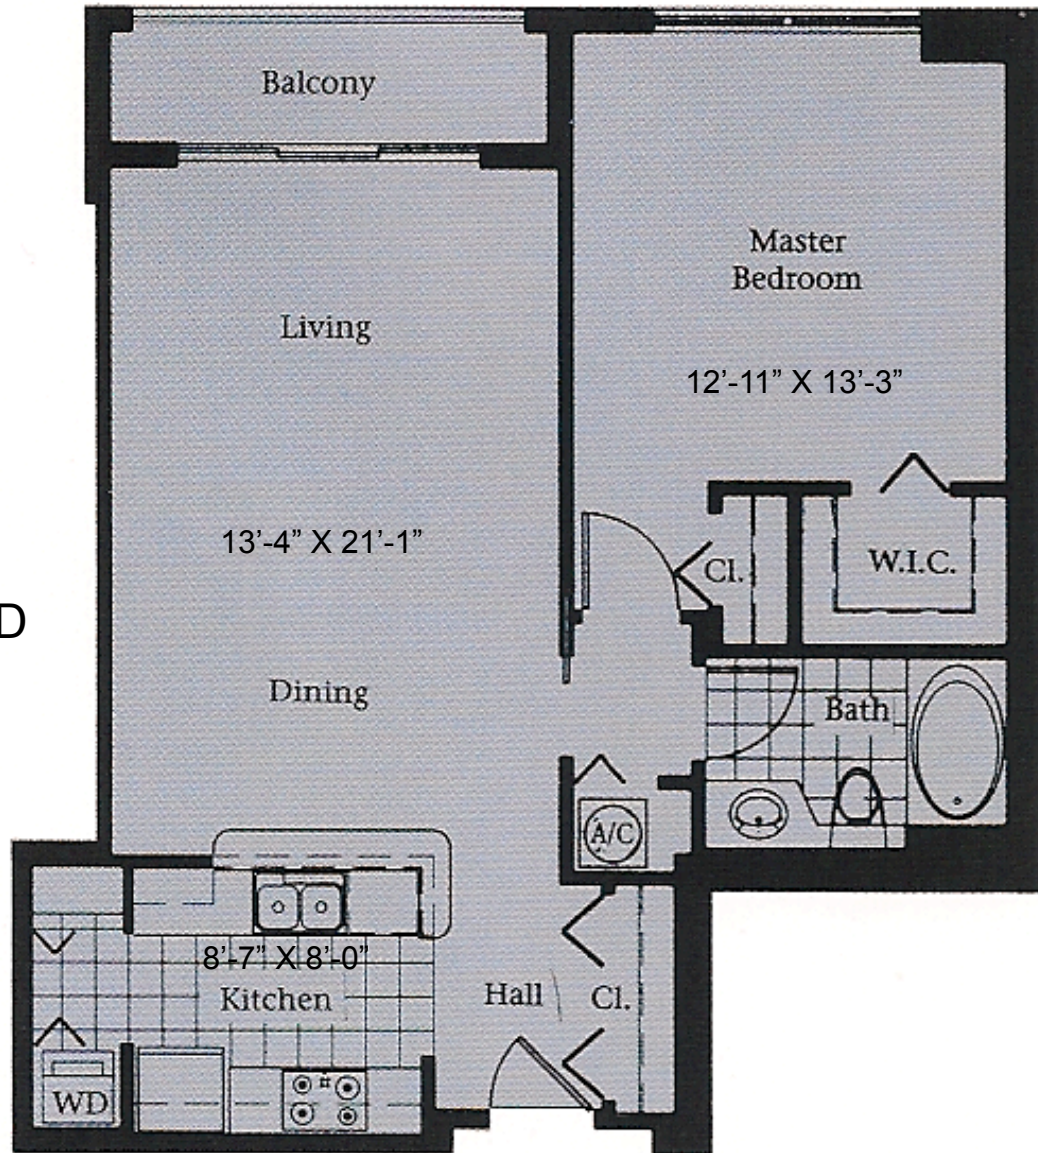 Balcony
Master
Bedroom
Living
12’-11” X 13’-3”
13’-4” X 21’-1”
Cl.
W.I.C.
D
Dining
Bath
A/C
8’-7” X 8’-0”
Kitchen
Hall
Cl.
WD